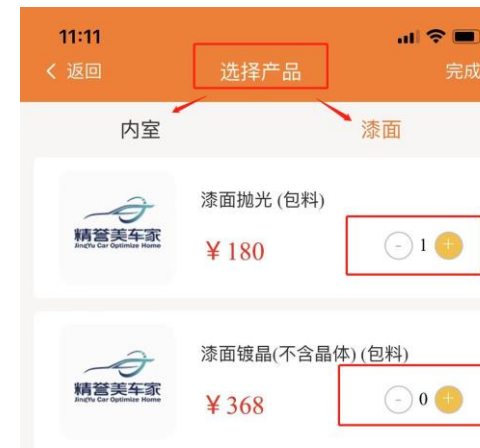 11:11
返回 选择产品 完成
内室 漆面
漆面抛光 (包料)
精誉美车家
JingYu Car Optimize Home
¥ 180
- 1 +
漆面镀晶(不含晶体) (包料)
精誉美车家
JingYu Car Optimize Home
¥ 368
- 0 +